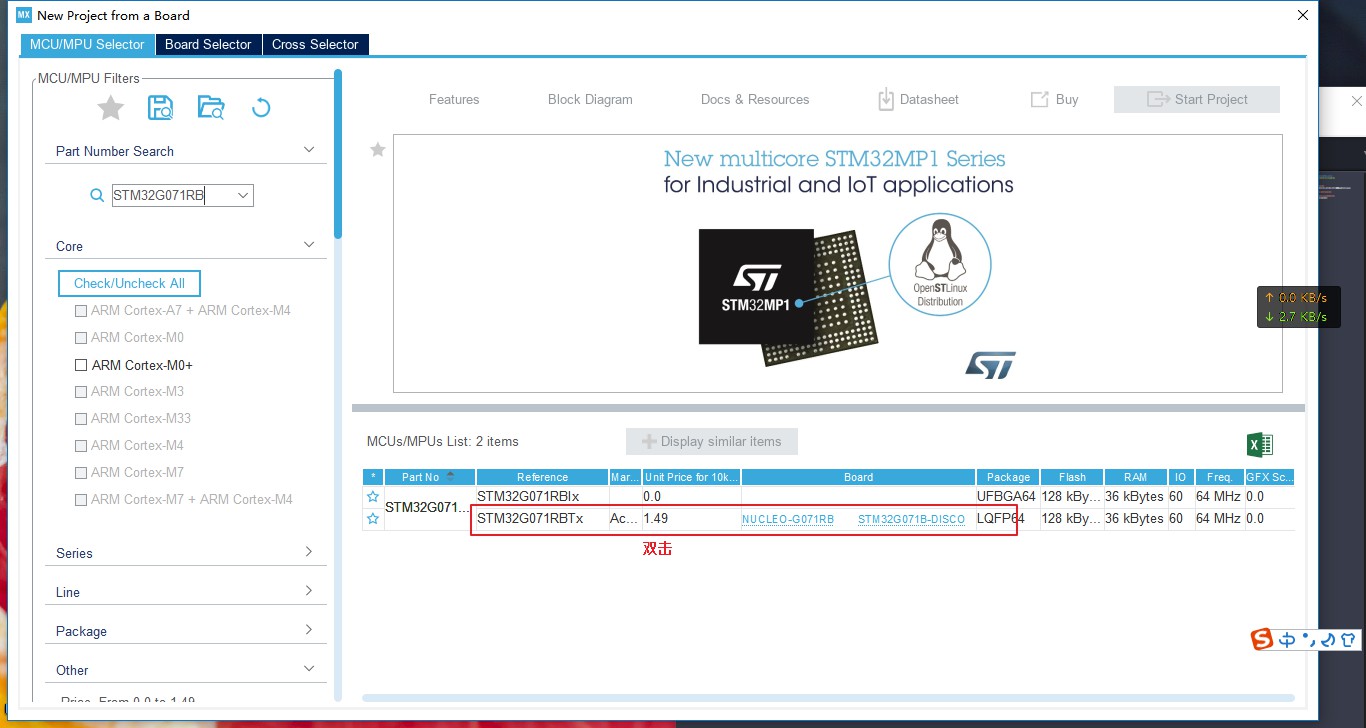 MX New Project from a Board
MCU/MPU Selector Board Selector Cross Selector
MCU/MPU Filters
Part Number Search
STM32G071RB
Core
Check/Uncheck All
ARM Cortex-A7 + ARM Cortex-M4
ARM Cortex-M0
ARM Cortex-M0+
ARM Cortex-M3
ARM Cortex-M33
ARM Cortex-M4
ARM Cortex-M7
ARM Cortex-M7 + ARM Cortex-M4
Series
Line
Package
Other
Price From 0.0 to 1.49
Features Block Diagram Docs & Resources Datasheet Buy Start Project
New multicore STM32MP1 Series
for Industrial and IoT applications
ST
STM32MP1
OpenSTLinux
Distribution
ST
↑ 0.0 KB/s
↓ 2.7 KB/s
MCUs/MPUs List: 2 items
Display similar items
X
* Part No Reference Mar... Unit Price for 10k... Board Package Flash RAM IO Freq. GFX Sc...
STM32G071...
STM32G071RBIx 0.0 UFBGA64 128 kBy... 36 kBytes 60 64 MHz 0.0
STM32G071RBTx Ac... 1.49 NUCLEO-G071RB STM32G071B-DISCO LQFP64 128 kBy... 36 kBytes 60 64 MHz 0.0
双击
S 中